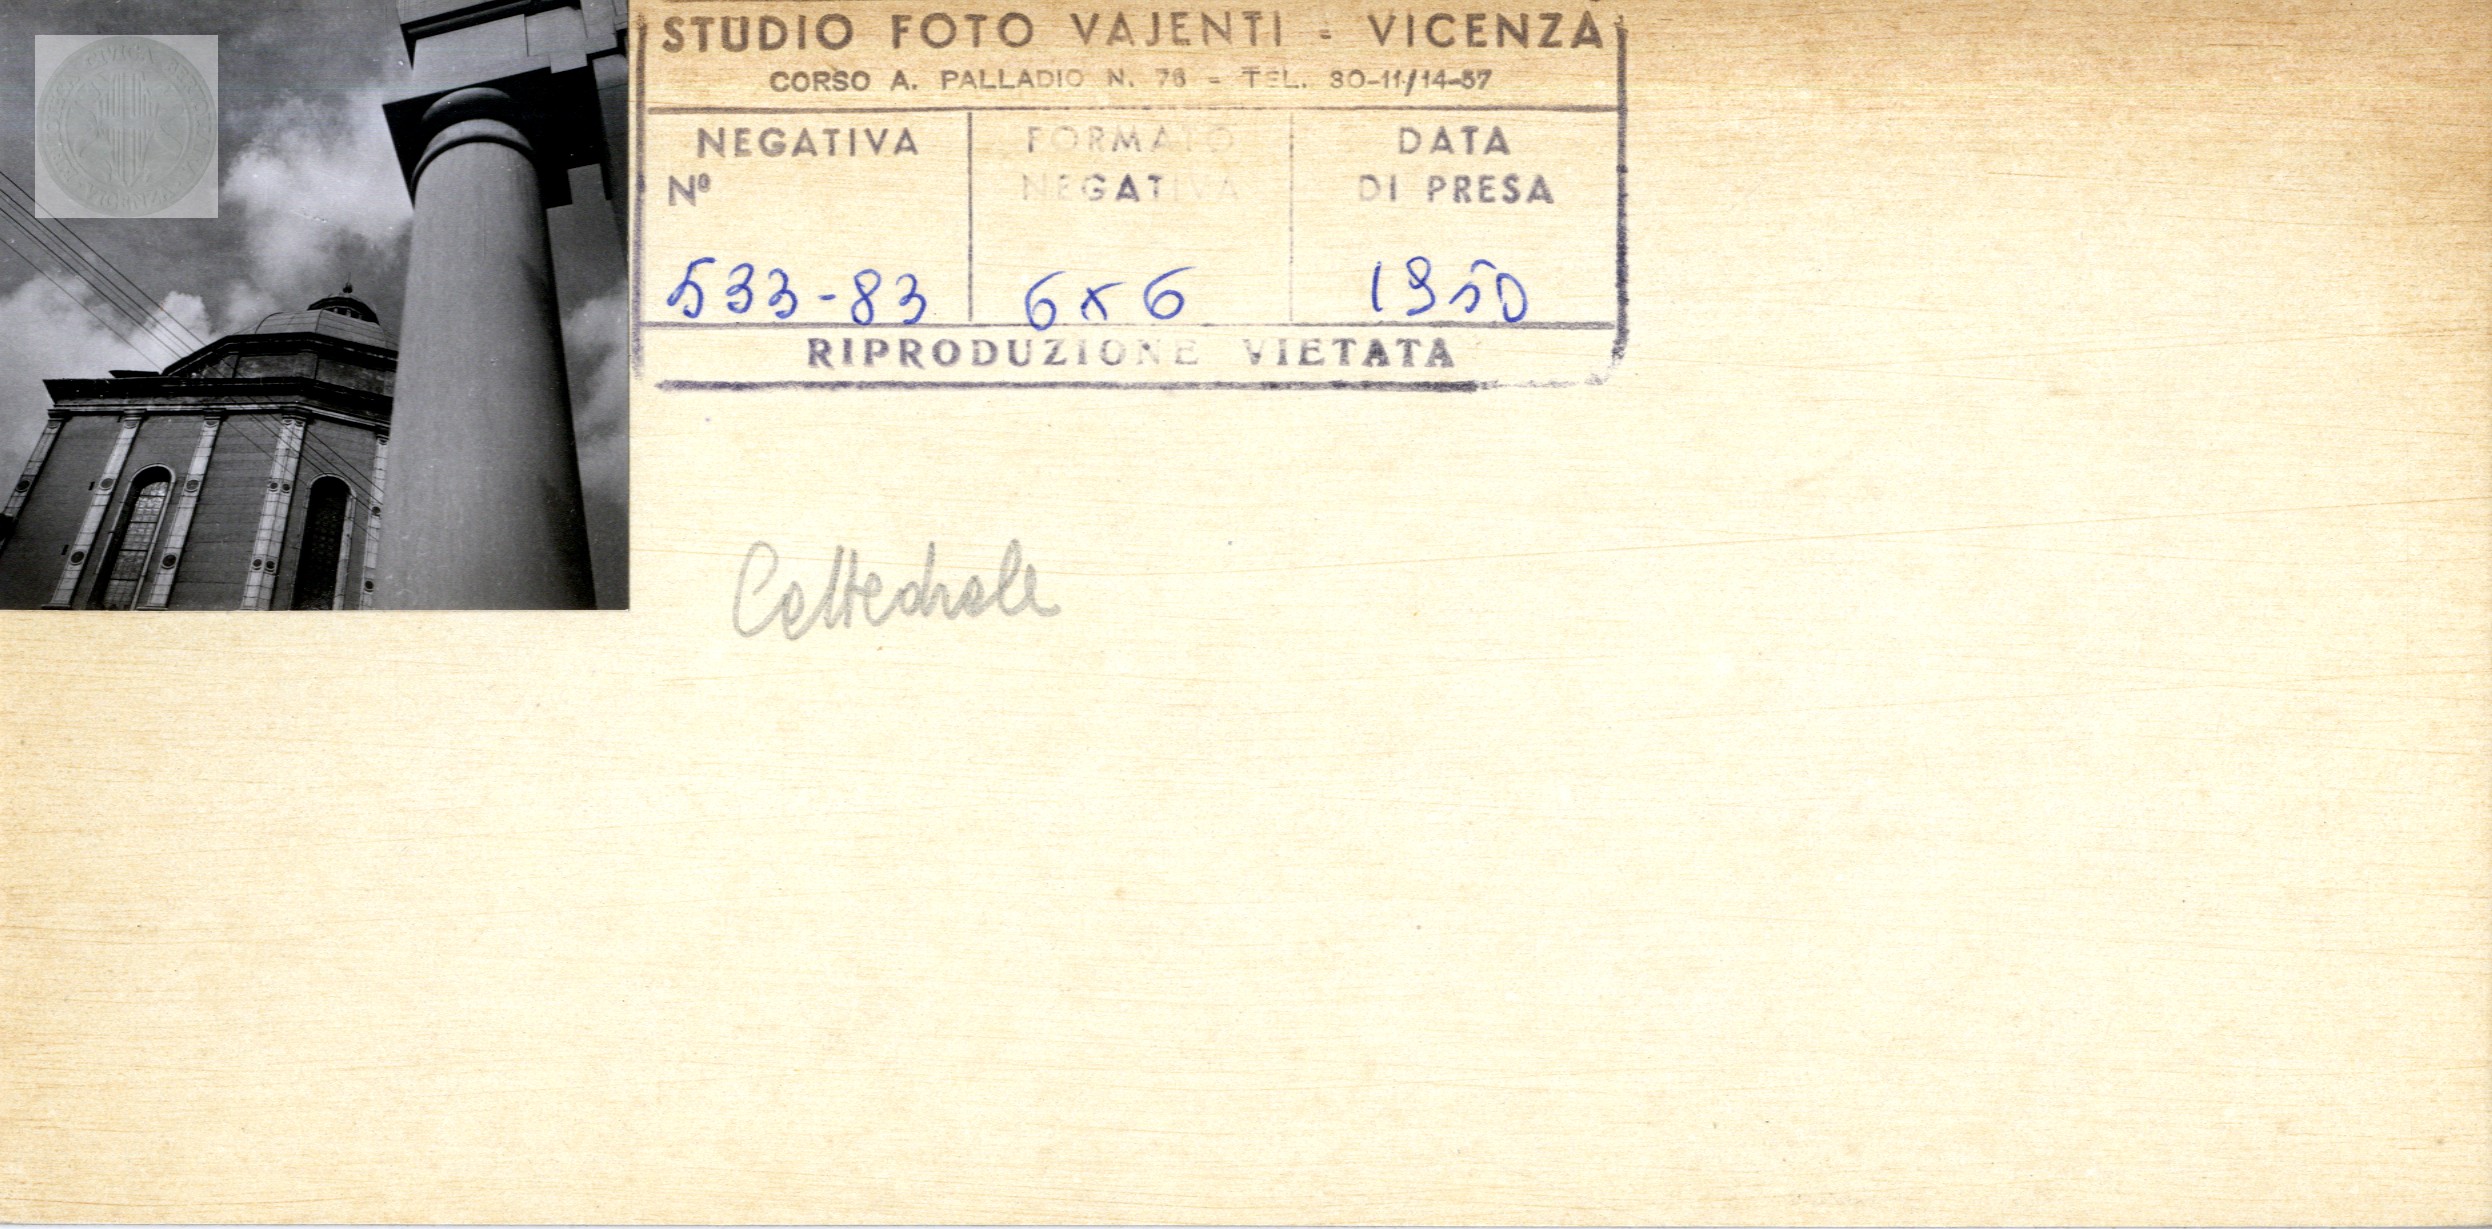 STUDIO FOTO VAJENTI - VICENZA
CORSO A. PALLADIO N. 76 - TEL. 30-11/14-57
NEGATIVA Nº
FORMATO NEGATIVA
DATA DI PRESA
533-83
6x6
1950
RIPRODUZIONE VIETATA
Cattedrale